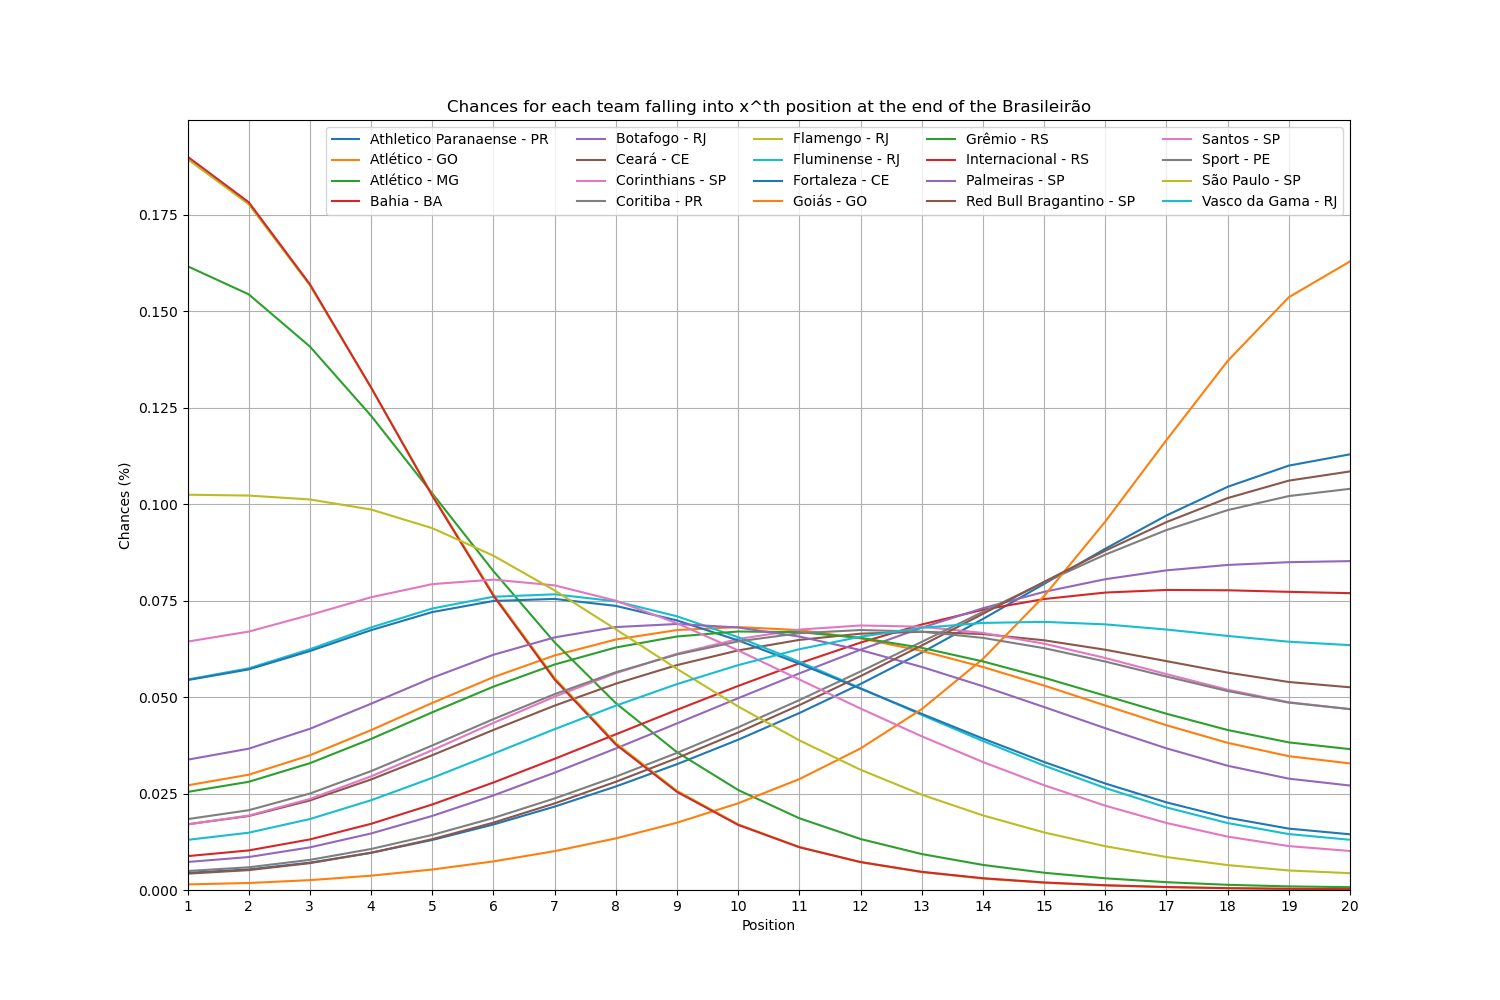 Chances for each team falling into x^th position at the end of the Brasileirão
Athletico Paranaense - PR
Atlético - GO
Atlético - MG
Bahia - BA
Botafogo - RJ
Ceará - CE
Corinthians - SP
Coritiba - PR
Flamengo - RJ
Fluminense - RJ
Fortaleza - CE
Goiás - GO
Grêmio - RS
Internacional - RS
Palmeiras - SP
Red Bull Bragantino - SP
Santos - SP
Sport - PE
São Paulo - SP
Vasco da Gama - RJ
Chances (%)
0.175
0.150
0.125
0.100
0.075
0.050
0.025
0.000
1 2 3 4 5 6 7 8 9 10 11 12 13 14 15 16 17 18 19 20
Position